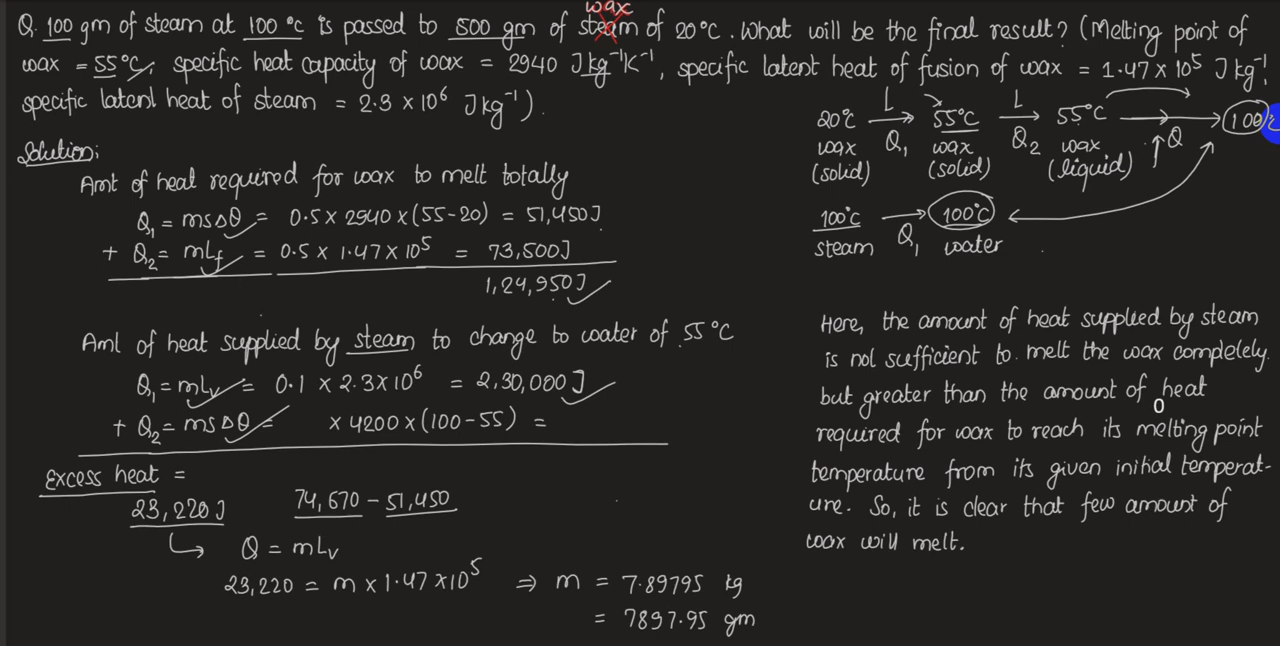 Q. 100 gm of steam at 100 °C is passed to 500 gm of steam of 20°C. What will be the final result? (Melting point of
wax
wax = 55°C, specific heat capacity of wax = 2940 Jkg⁻¹K⁻¹, specific latent heat of fusion of wax = 1.47 × 10⁵ Jkg⁻¹,
specific latent heat of steam = 2.3 × 10⁶ Jkg⁻¹).
Solution;
Amt of heat required for wax to melt totally
Q₁ = msΔθ = 0.5 × 2940 × (55-20) = 51,450J
+ Q₂ = mLf = 0.5 × 1.47 × 10⁵ = 73,500J
1,24,950J
Amt of heat supplied by steam to change to water of 55°C
Q₁ = mLv = 0.1 × 2.3 × 10⁶ = 2,30,000J
+ Q₂ = msΔθ = × 4200 × (100-55) =
Excess heat =
23,220J 74,670 - 51,450
Q = mLv
23,220 = m × 1.47 × 10⁵ ⇒ m = 7.89795 kg
= 7897.95 gm
L L
20°C → 55°C → 55°C → 100°C
Q₁ Q₂ Q
wax wax wax
(solid) (solid) (liquid)
100°C → 100°C
steam Q₁ water
Here, the amount of heat supplied by steam
is not sufficient to melt the wax completely
but greater than the amount of heat
required for wax to reach its melting point
temperature from its given initial temperat-
ure. So, it is clear that few amount of
wax will melt.